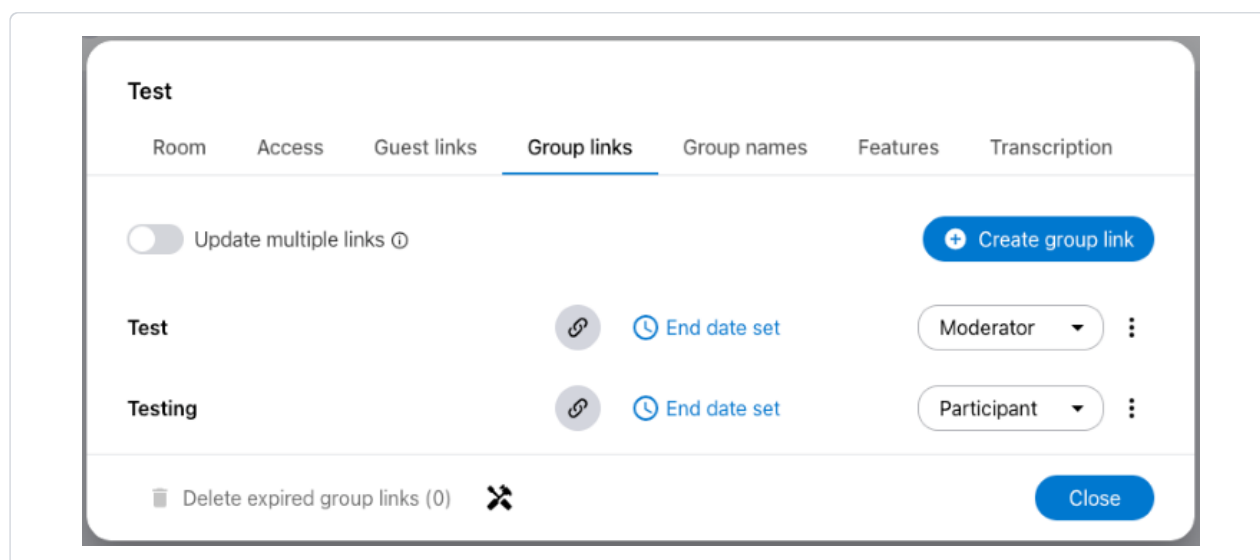 Test
Room Access Guest links Group links Group names Features Transcription
Update multiple links Create group link
Test End date set Moderator
Testing End date set Participant
Delete expired group links (0) Close